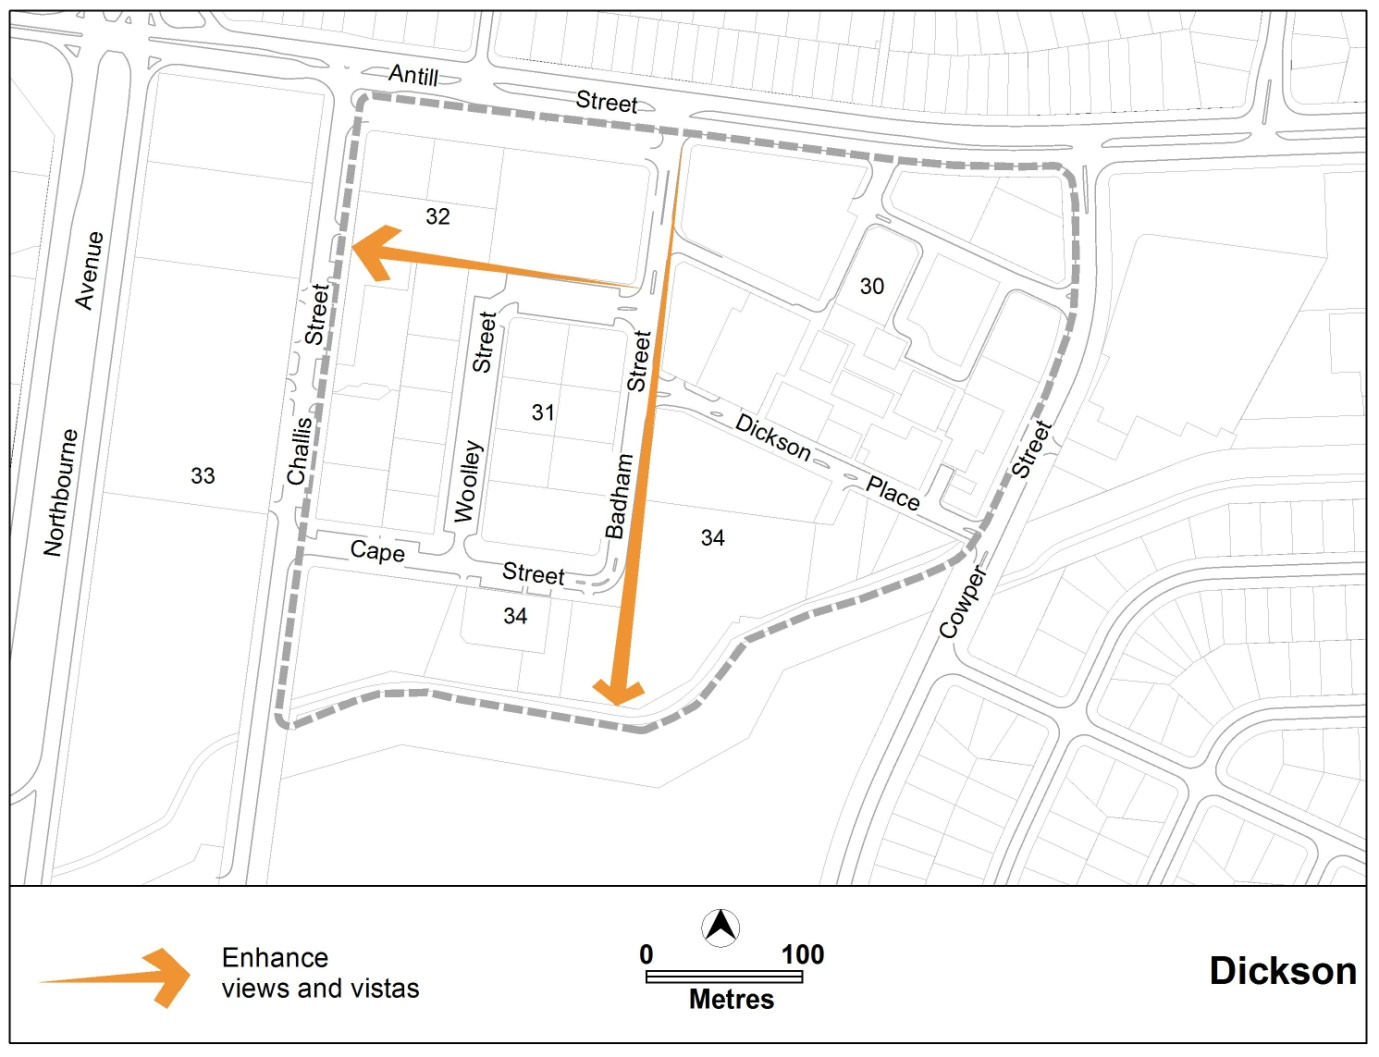 Antill
Street
32
Avenue
Street
30
Street
Street
31
Dickson
Street
Challis
Northbourne
33
Woolley
Badham
Place
34
Cape
Street
34
Cowper
Enhance
views and vistas
0 100
Metres
Dickson